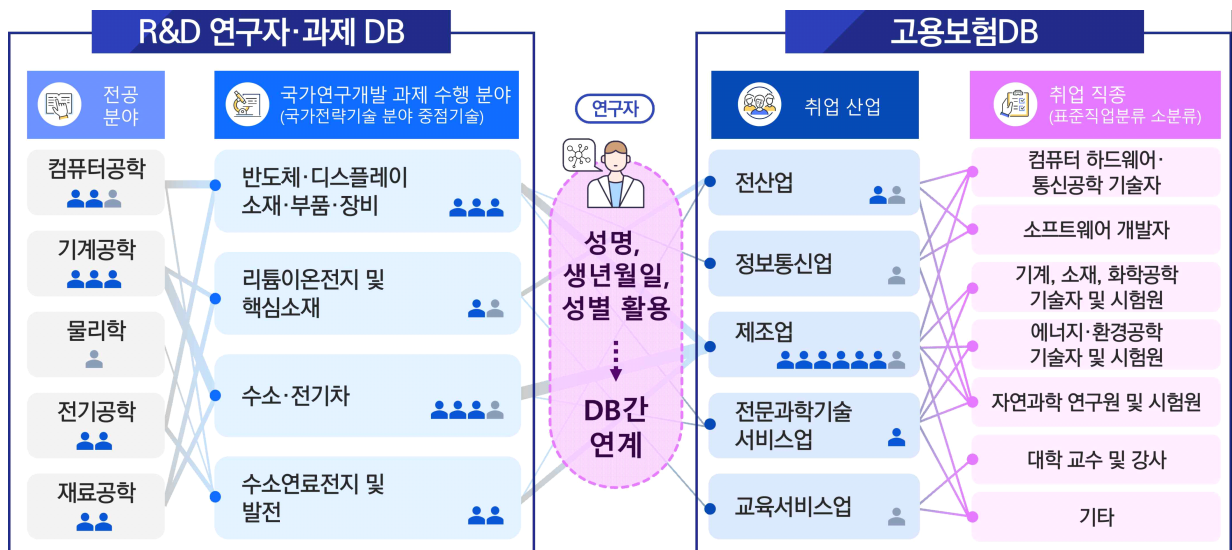 R&D 연구자·과제 DB
전공
분야
국가연구개발 과제 수행 분야
(국가전략기술 분야 중점기술)
컴퓨터공학
기계공학
물리학
전기공학
재료공학
반도체·디스플레이
소재·부품·장비
리튬이온전지 및
핵심소재
수소·전기차
수소연료전지 및
발전
연구자
성명,
생년월일,
성별 활용
DB간
연계
고용보험DB
취업 산업
취업 직종
(표준직업분류 소분류)
전산업
정보통신업
제조업
전문과학기술
서비스업
교육서비스업
컴퓨터 하드웨어·
통신공학 기술자
소프트웨어 개발자
기계, 소재, 화학공학
기술자 및 시험원
에너지·환경공학
기술자 및 시험원
자연과학 연구원 및 시험원
대학 교수 및 강사
기타